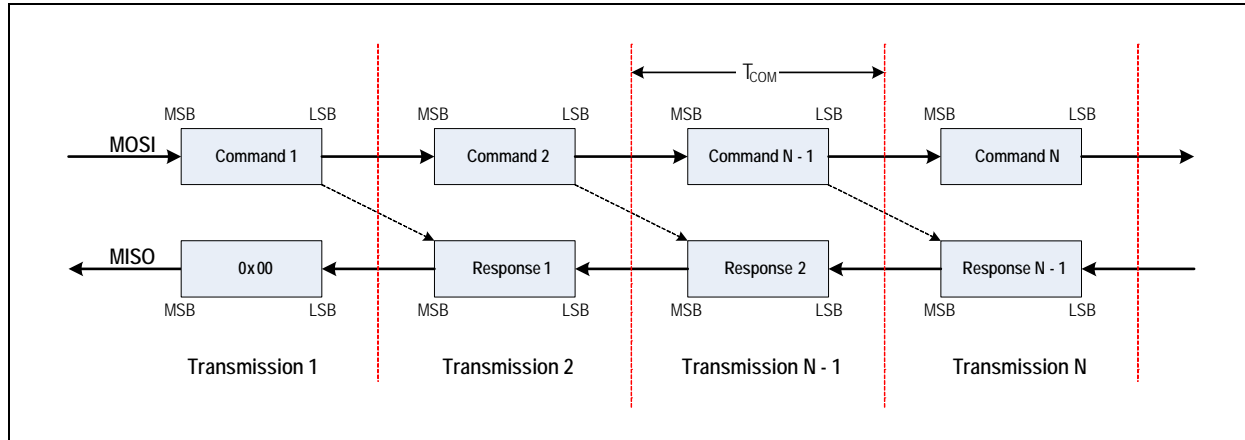 T_COM
MSB LSB MSB LSB MSB LSB MSB LSB
MOSI Command 1 Command 2 Command N - 1 Command N
MISO 0x00 Response 1 Response 2 Response N - 1
MSB LSB MSB LSB MSB LSB MSB LSB
Transmission 1 Transmission 2 Transmission N - 1 Transmission N